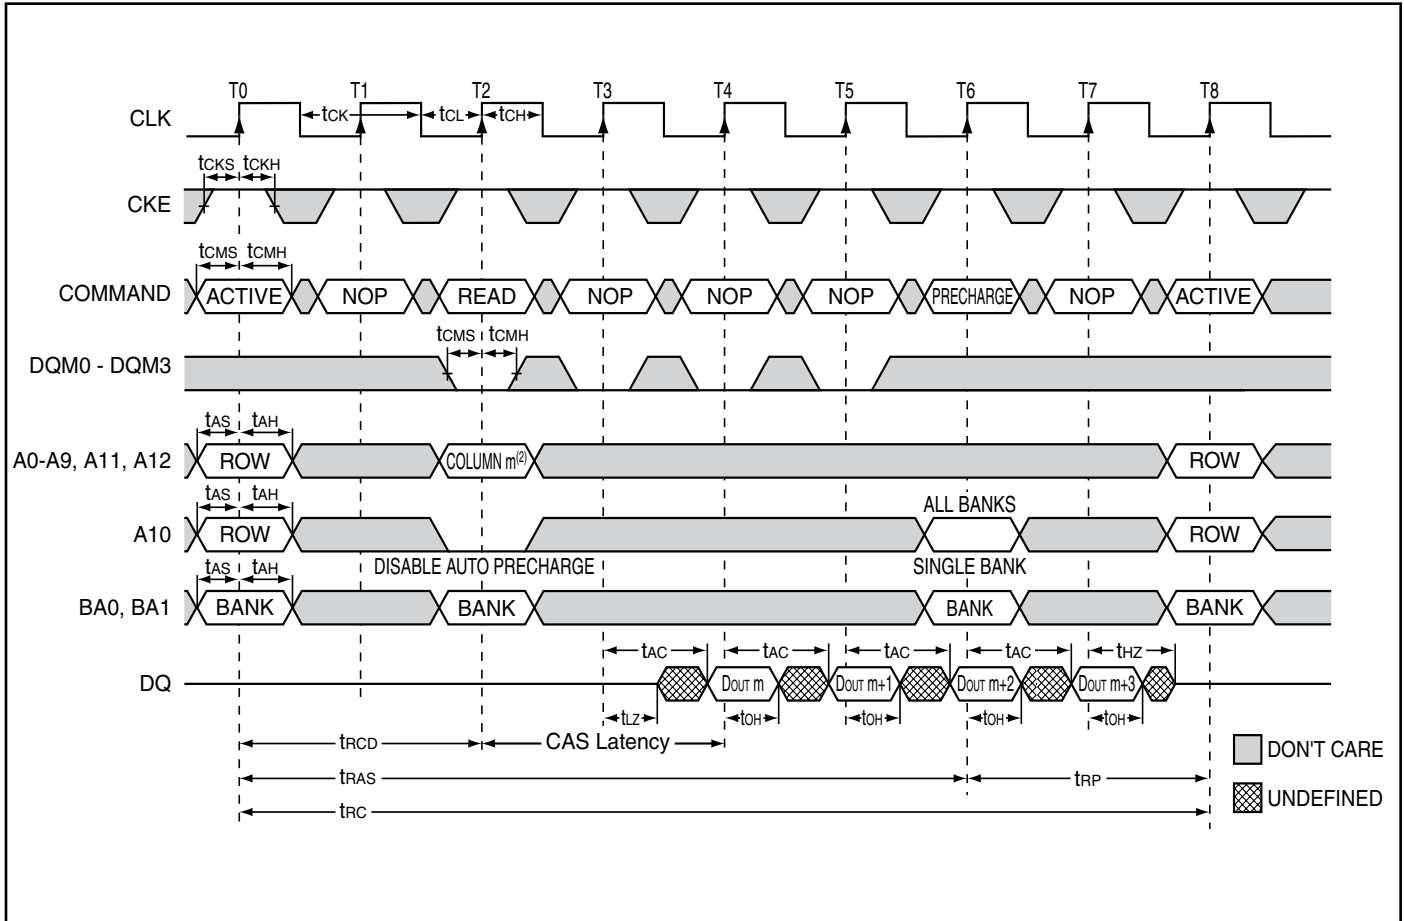 T0 T1 T2 T3 T4 T5 T6 T7 T8
CLK tCK tCL tCH
tCKS tCKH
CKE
tCMS tCMH
COMMAND ACTIVE NOP READ NOP NOP NOP PRECHARGE NOP ACTIVE
tCMS tCMH
DQM0 - DQM3
tAS tAH
A0-A9, A11, A12 ROW COLUMN m(2) ROW
tAS tAH ALL BANKS
A10 ROW ROW
DISABLE AUTO PRECHARGE SINGLE BANK
tAS tAH
BA0, BA1 BANK BANK BANK BANK
tAC tAC tAC tAC tHZ
DQ DOUT m DOUT m+1 DOUT m+2 DOUT m+3
tLZ tOH tOH tOH tOH
tRCD CAS Latency
DON'T CARE
tRAS tRP
UNDEFINED
tRC